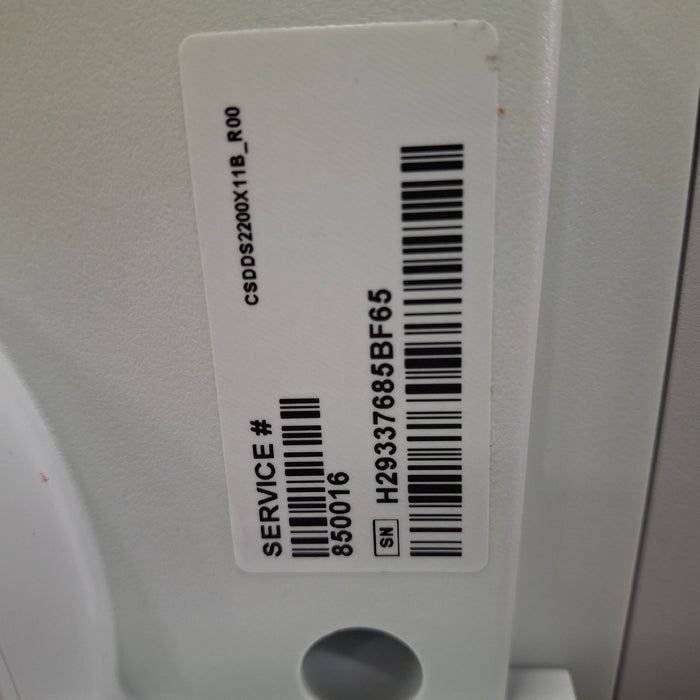 CSDDS2200X11B_R00
SERVICE #
850016
SN H29337685BF65